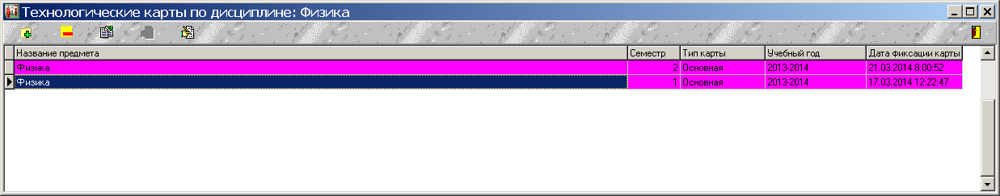 Технологические карты по дисциплине: Физика
Название предмета Семестр Тип карты Учебный год Дата фиксации карты
Физика 2 Основная 2013-2014 21.03.2014 8:00:52
Физика 1 Основная 2013-2014 17.03.2014 12:22:47